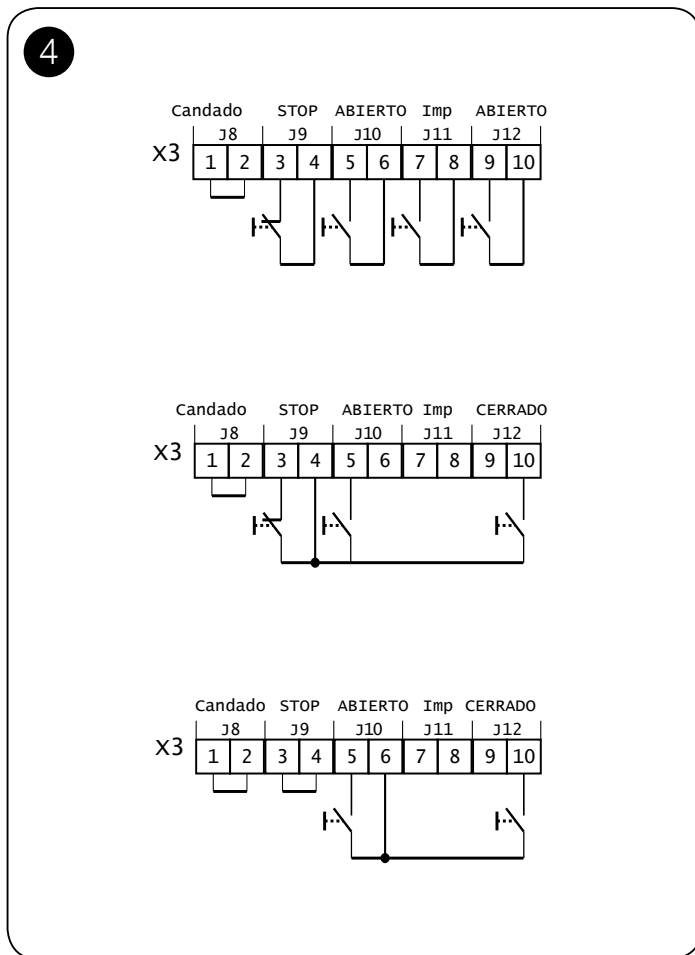 4
Candado STOP ABIERTO Imp ABIERTO
J8 J9 J10 J11 J12
X3 1 2 3 4 5 6 7 8 9 10
Candado STOP ABIERTO Imp CERRADO
J8 J9 J10 J11 J12
X3 1 2 3 4 5 6 7 8 9 10
Candado STOP ABIERTO Imp CERRADO
J8 J9 J10 J11 J12
X3 1 2 3 4 5 6 7 8 9 10